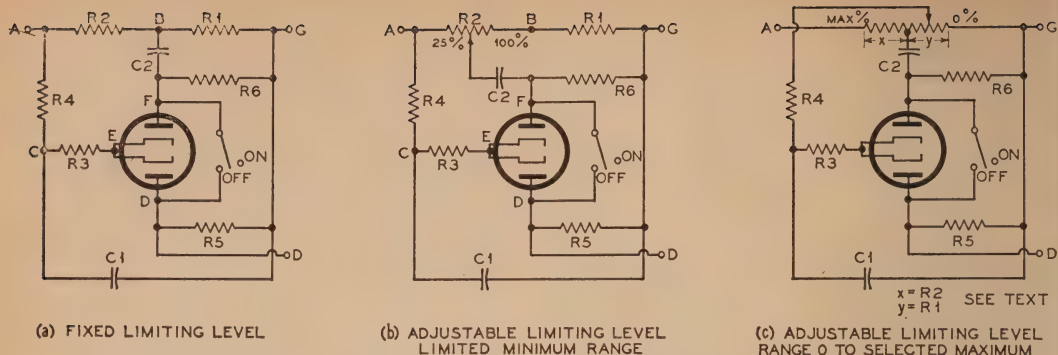 A
R2
B
R1
G
C2
R6
R4
F
E
C
R3
ON
OFF
D
R5
D
C1
(a) FIXED LIMITING LEVEL
A
R2
B
R1
G
25%
100%
C2
R6
R4
F
E
C
R3
ON
OFF
D
R5
D
C1
(b) ADJUSTABLE LIMITING LEVEL
LIMITED MINIMUM RANGE
A
MAX%
0%
G
x
y
C2
R6
R4
R3
ON
OFF
R5
D
C1
x = R2
y = R1
SEE TEXT
(c) ADJUSTABLE LIMITING LEVEL
RANGE 0 TO SELECTED MAXIMUM